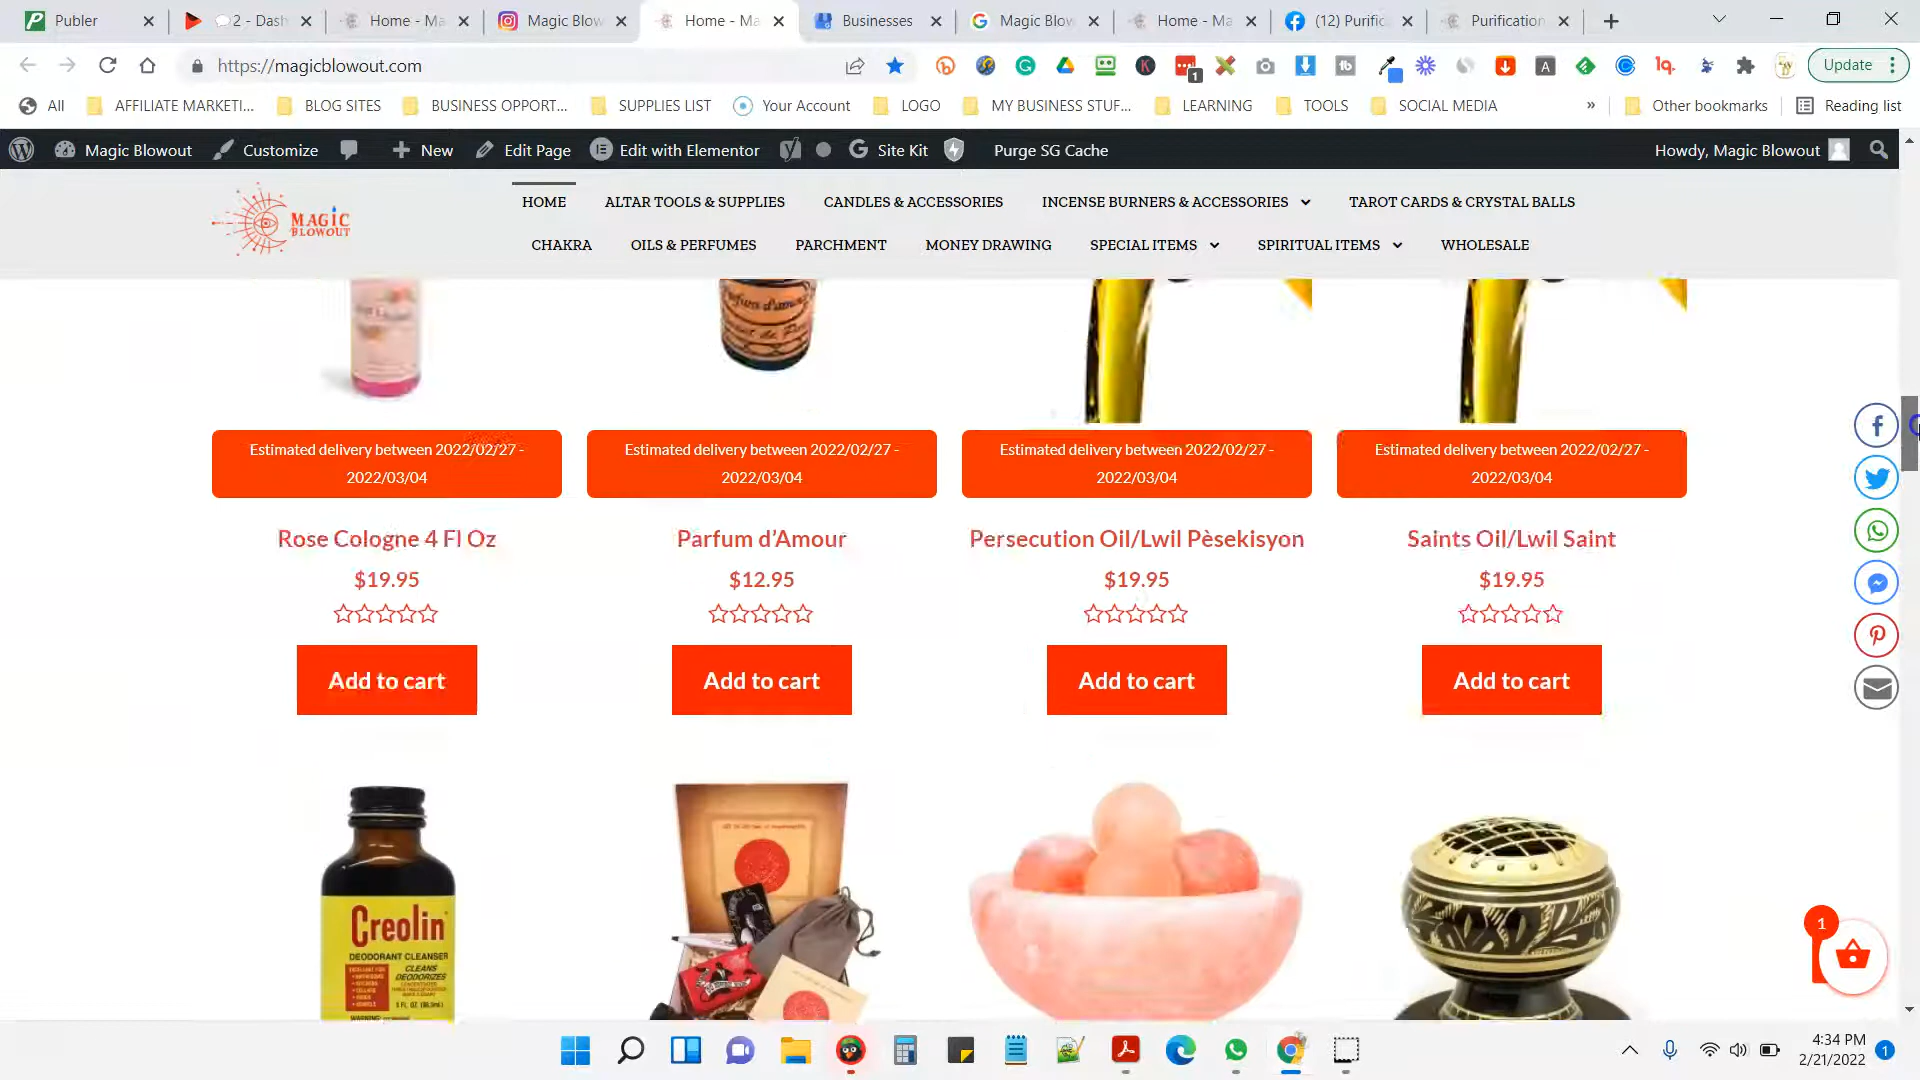 Publer
2 - Dash
Home - Ma
Magic Blow
Home - Ma
Businesses
Magic Blow
Home - Ma
(12) Purific
Purification
https://magicblowout.com
1
Update
All
AFFILIATE MARKETI...
BLOG SITES
BUSINESS OPPORT...
SUPPLIES LIST
Your Account
LOGO
MY BUSINESS STUF...
LEARNING
TOOLS
SOCIAL MEDIA
»
Other bookmarks
Reading list
Magic Blowout
Customize
New
Edit Page
Edit with Elementor
Site Kit
Purge SG Cache
Howdy, Magic Blowout
MAGIC
BLOWOUT
HOME
ALTAR TOOLS & SUPPLIES
CANDLES & ACCESSORIES
INCENSE BURNERS & ACCESSORIES
TAROT CARDS & CRYSTAL BALLS
CHAKRA
OILS & PERFUMES
PARCHMENT
MONEY DRAWING
SPECIAL ITEMS
SPIRITUAL ITEMS
WHOLESALE
Parfum d'amour
Estimated delivery between 2022/02/27 -
2022/03/04
Estimated delivery between 2022/02/27 -
2022/03/04
Estimated delivery between 2022/02/27 -
2022/03/04
Estimated delivery between 2022/02/27 -
2022/03/04
Rose Cologne 4 Fl Oz
Parfum d'Amour
Persecution Oil/Lwil Pèsekisyon
Saints Oil/Lwil Saint
$19.95
$12.95
$19.95
$19.95
Add to cart
Add to cart
Add to cart
Add to cart
Creolin
DEODORANT CLEANSER
CLEANS
DEODORIZES
1
4:34 PM
2/21/2022
1